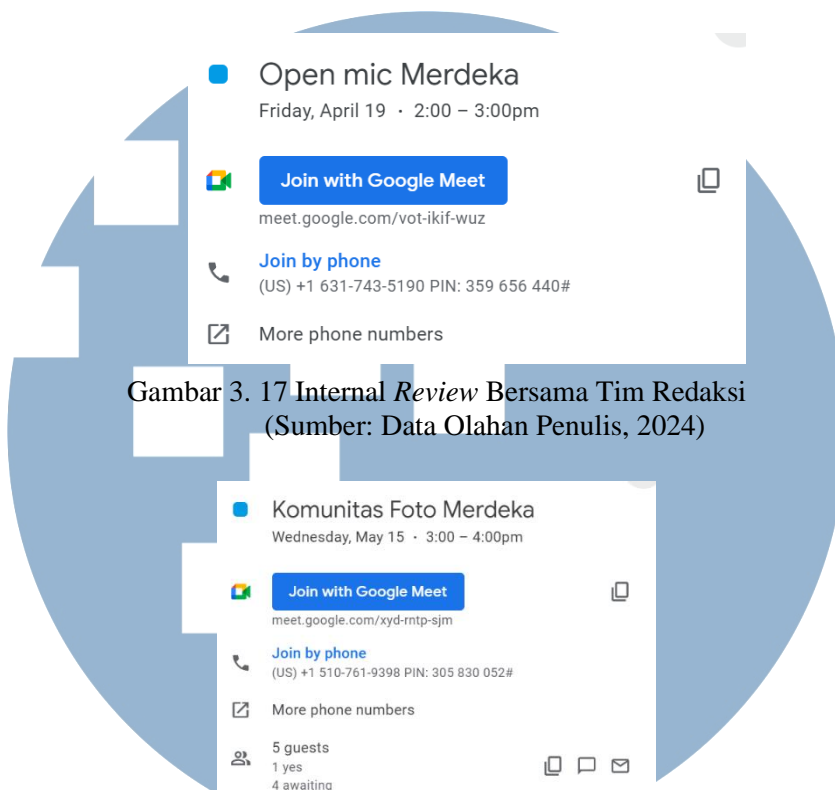 Open mic Merdeka
Friday, April 19 · 2:00 – 3:00pm
Join with Google Meet
meet.google.com/vot-ikif-wuz
Join by phone
(US) +1 631-743-5190 PIN: 359 656 440#
More phone numbers
Gambar 3. 17 Internal Review Bersama Tim Redaksi
(Sumber: Data Olahan Penulis, 2024)
Komunitas Foto Merdeka
Wednesday, May 15 · 3:00 – 4:00pm
Join with Google Meet
meet.google.com/xyd-rntp-sjm
Join by phone
(US) +1 510-761-9398 PIN: 305 830 052#
More phone numbers
5 guests
1 yes
4 awaiting